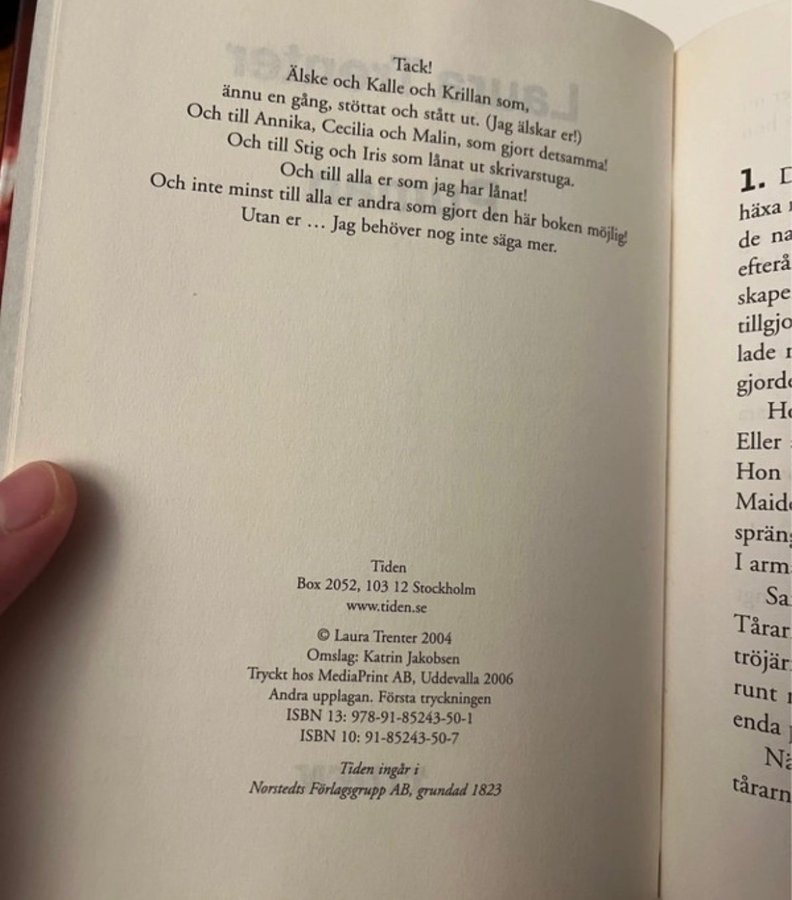 Tack!
Älske och Kalle och Krillan som,
ännu en gång, stöttat och stått ut. (Jag älskar er!)
Och till Annika, Cecilia och Malin, som gjort detsamma!
Och till Stig och Iris som lånat ut skrivarstuga.
Och till alla er som jag har lånat!
Och inte minst till alla er andra som gjort den här boken möjlig!
Utan er … Jag behöver nog inte säga mer.
Tiden
Box 2052, 103 12 Stockholm
www.tiden.se
© Laura Trenter 2004
Omslag: Katrin Jakobsen
Tryckt hos MediaPrint AB, Uddevalla 2006
Andra upplagan. Första tryckningen
ISBN 13: 978-91-85243-50-1
ISBN 10: 91-85243-50-7
Tiden ingår i
Norstedts Förlagsgrupp AB, grundad 1823
1. D
häxa
de na
efterå
skape
tillgjo
lade
gjorde
He
Eller
Hon
Maide
spräng
I arm
Sa
Tårar
tröjär
runt
enda
Nä
tårarn